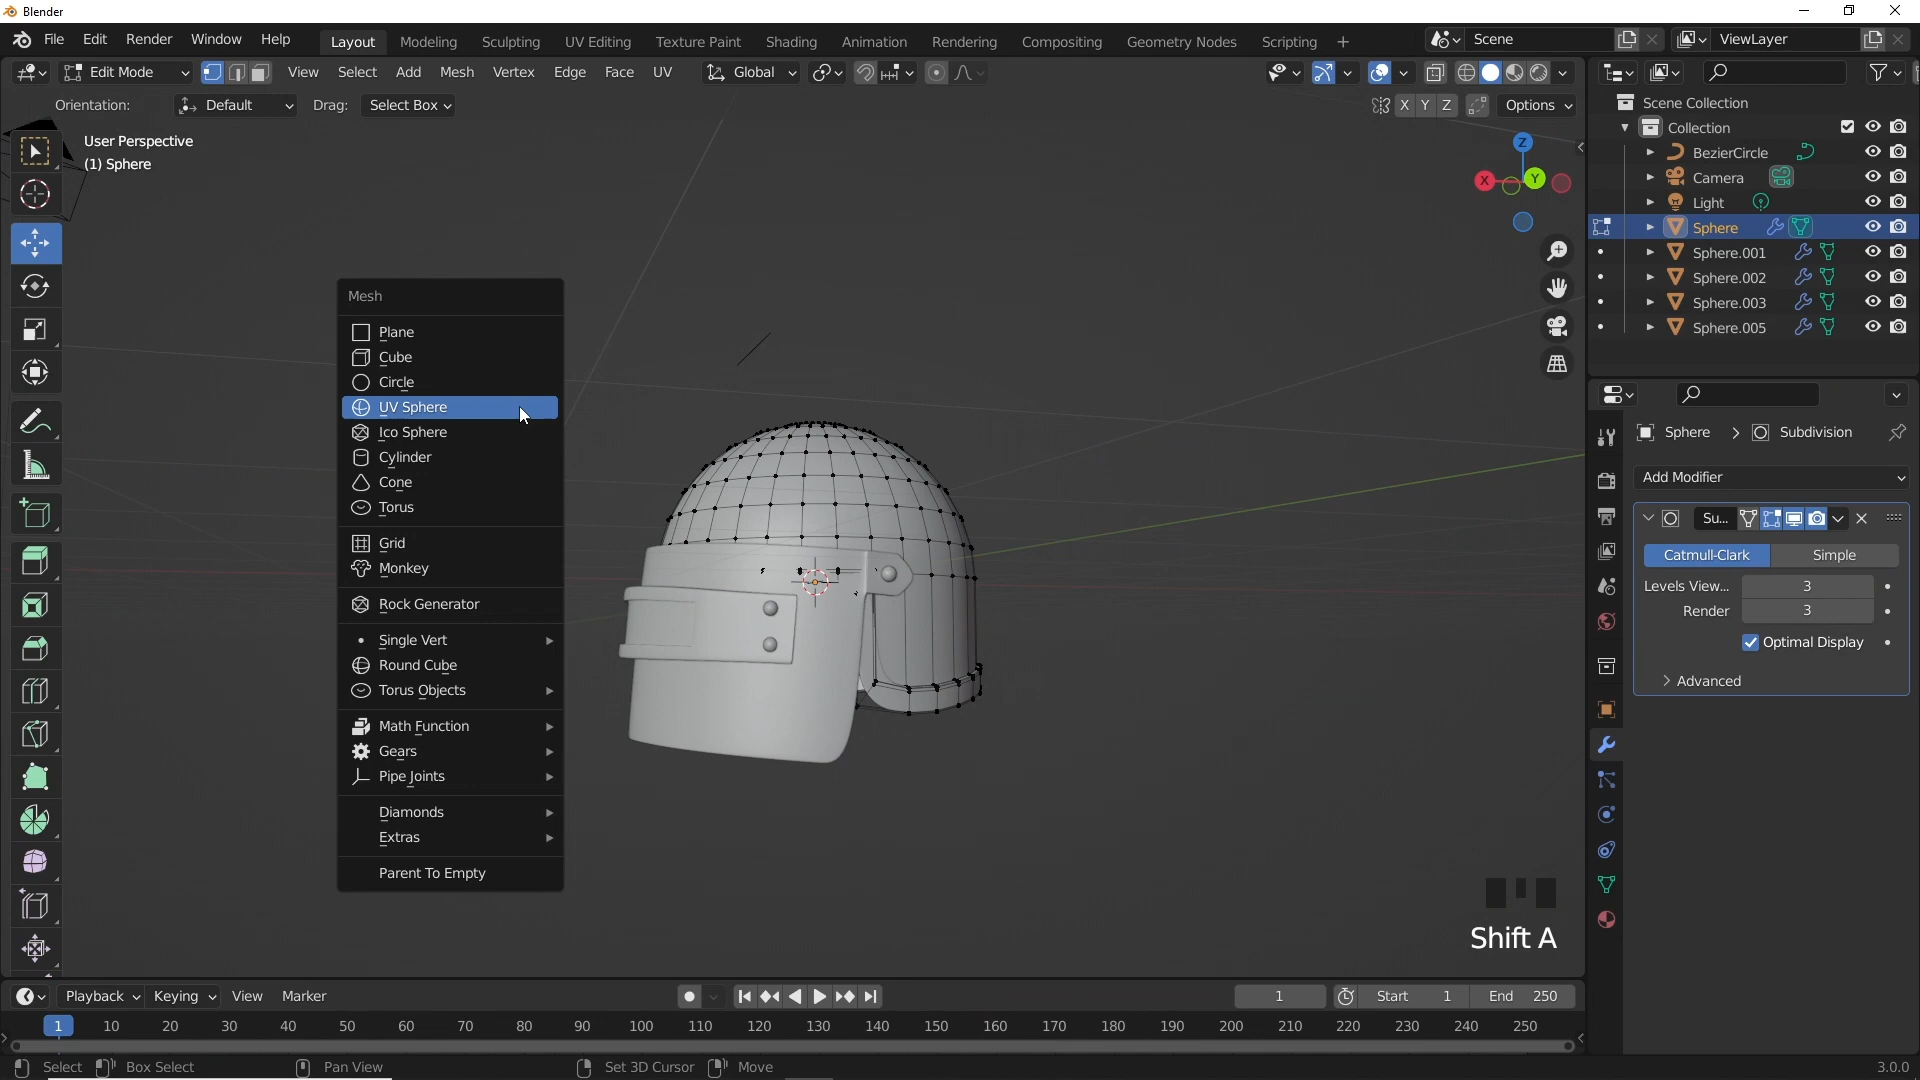 Blender
File Edit Render Window Help Layout Modeling Sculpting UV Editing Texture Paint Shading Animation Rendering Compositing Geometry Nodes Scripting + Scene ViewLayer
Edit Mode View Select Add Mesh Vertex Edge Face UV Global
Orientation: Default Drag: Select Box X Y Z Options
User Perspective
(1) Sphere
Z
X Y
Mesh
Plane
Cube
Circle
UV Sphere
Ico Sphere
Cylinder
Cone
Torus
Grid
Monkey
Rock Generator
Single Vert
Round Cube
Torus Objects
Math Function
Gears
Pipe Joints
Diamonds
Extras
Parent To Empty
Shift A
Scene Collection
Collection
BezierCircle
Camera
Light
Sphere
Sphere.001
Sphere.002
Sphere.003
Sphere.005
Sphere > Subdivision
Add Modifier
Su...
Catmull-Clark Simple
Levels View... 3
Render 3
Optimal Display
Advanced
Playback Keying View Marker 1 Start 1 End 250
1 10 20 30 40 50 60 70 80 90 100 110 120 130 140 150 160 170 180 190 200 210 220 230 240 250
Select Box Select Pan View Set 3D Cursor Move 3.0.0